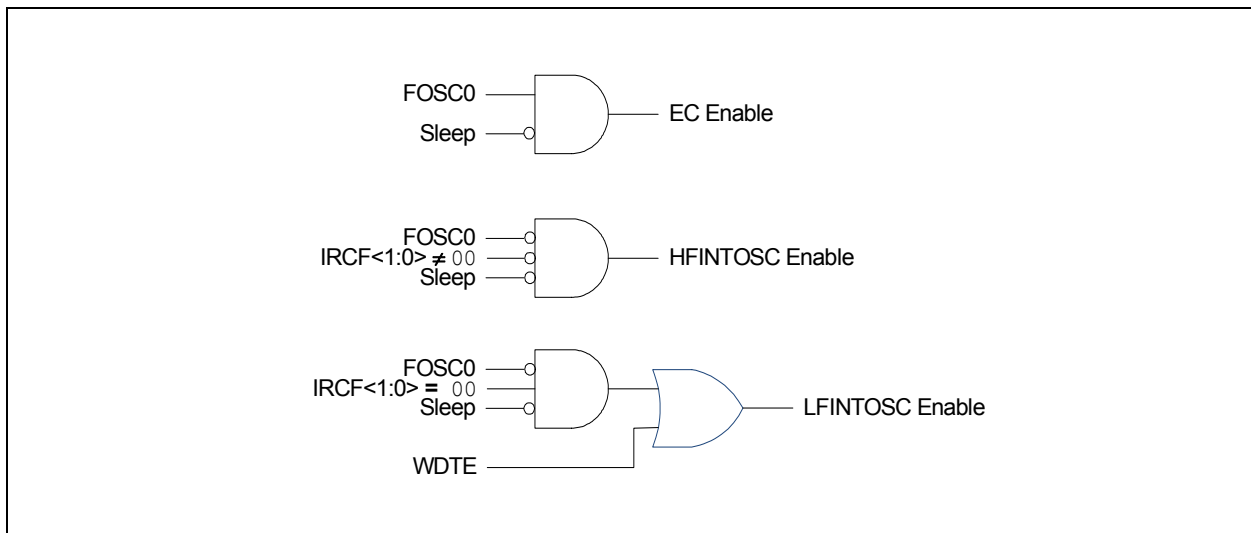 FOSC0
Sleep
EC Enable
FOSC0
IRCF<1:0> ≠ 00
Sleep
HFINTOSC Enable
FOSC0
IRCF<1:0> = 00
Sleep
LFINTOSC Enable
WDTE